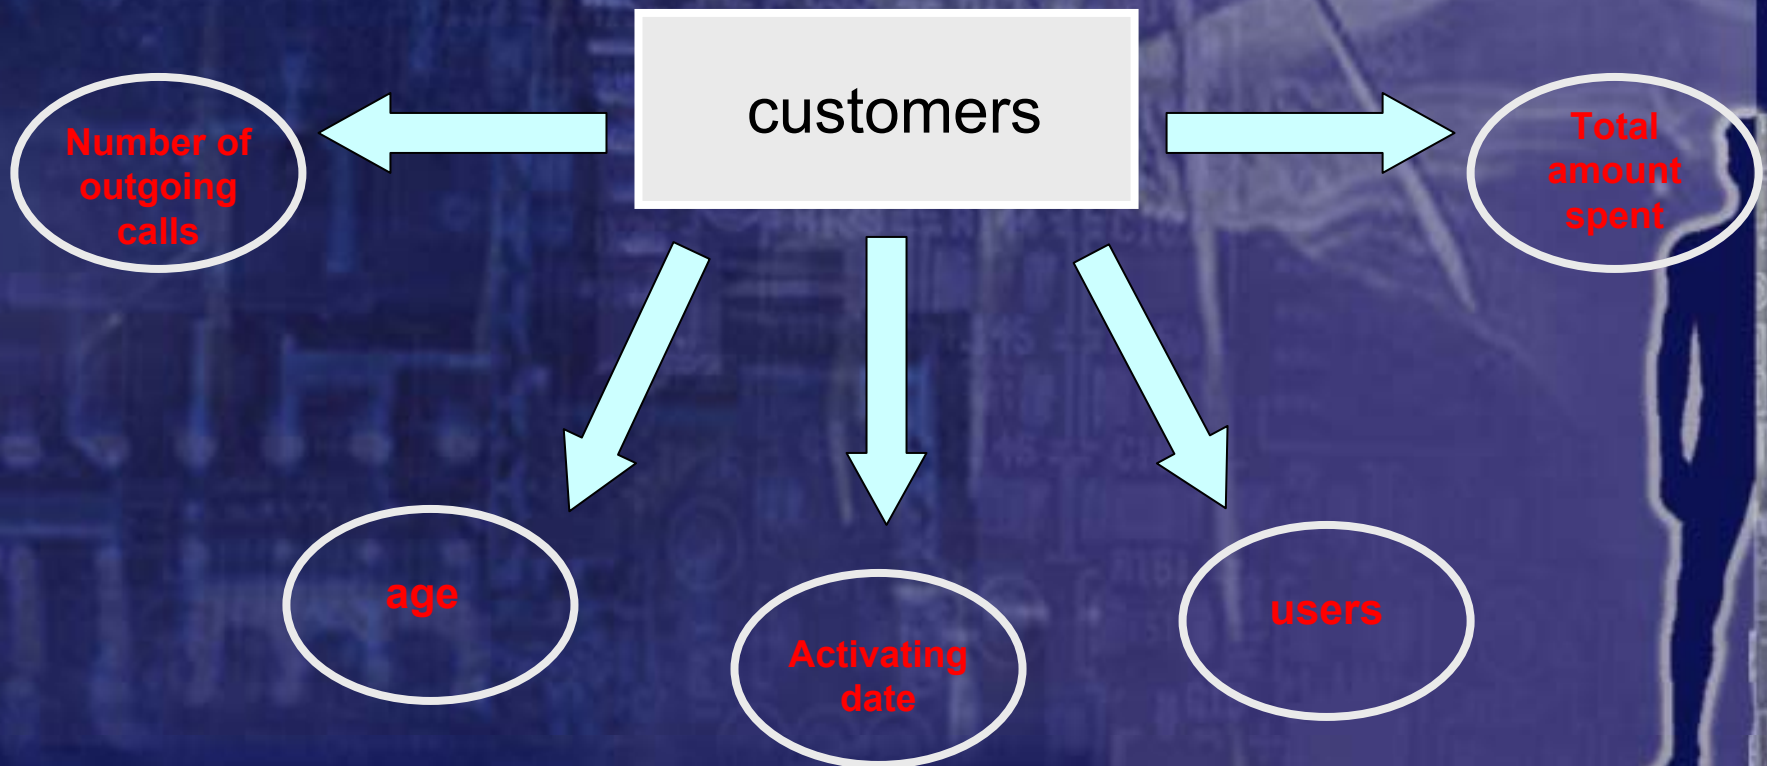 customers
Number of
outgoing
calls
Total
amount
spent
age
Activating
date
users